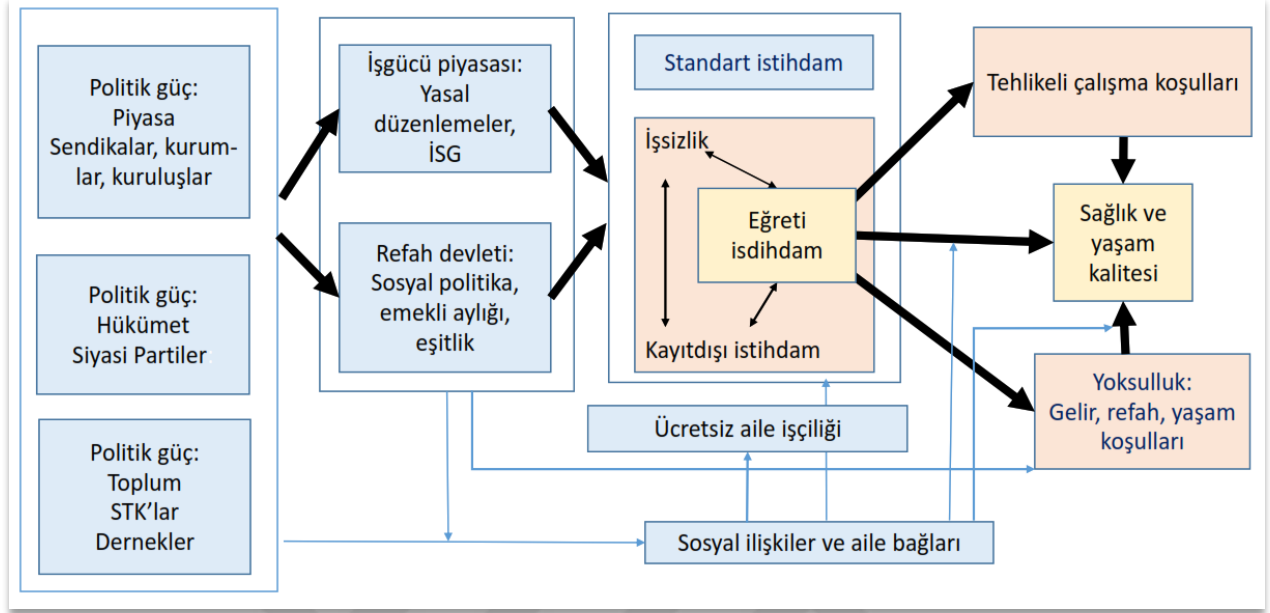 Politik güç:
Piyasa
Sendikalar, kurum-
lar, kuruluşlar
Politik güç:
Hükümet
Siyasi Partiler
Politik güç:
Toplum
STK’lar
Dernekler
İşgücü piyasası:
Yasal
düzenlemeler,
İSG
Refah devleti:
Sosyal politika,
emekli aylığı,
eşitlik
Standart istihdam
İşsizlik
Eğreti
isdihdam
Kayıtdışı istihdam
Ücretsiz aile işçiliği
Sosyal ilişkiler ve aile bağları
Tehlikeli çalışma koşulları
Sağlık ve
yaşam
kalitesi
Yoksulluk:
Gelir, refah, yaşam
koşulları